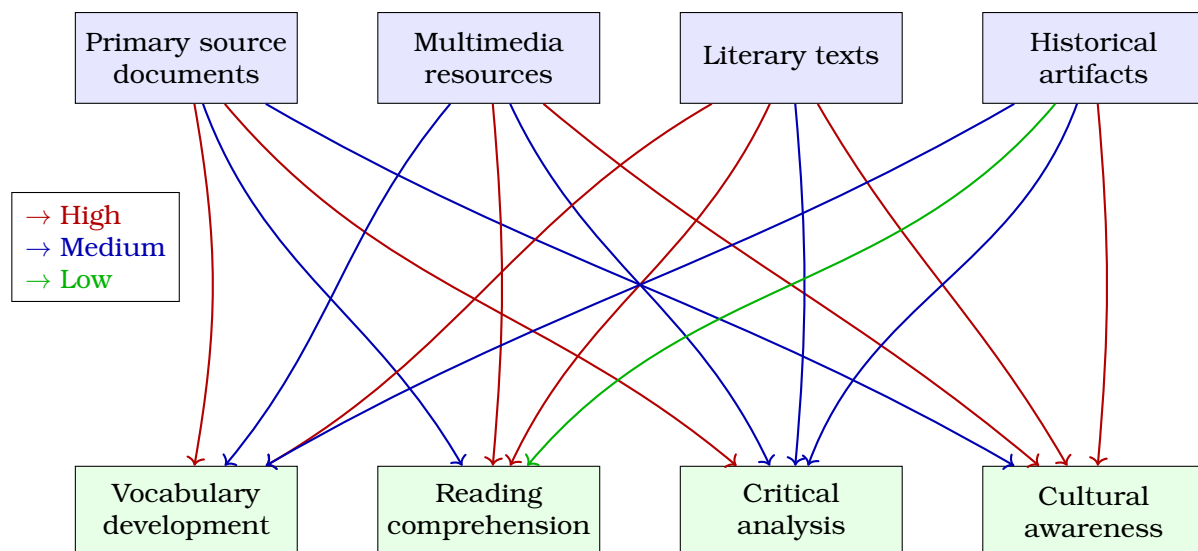 Primary source
documents
Multimedia
resources
Literary texts
Historical
artifacts
→ High
→ Medium
→ Low
Vocabulary
development
Reading
comprehension
Critical
analysis
Cultural
awareness